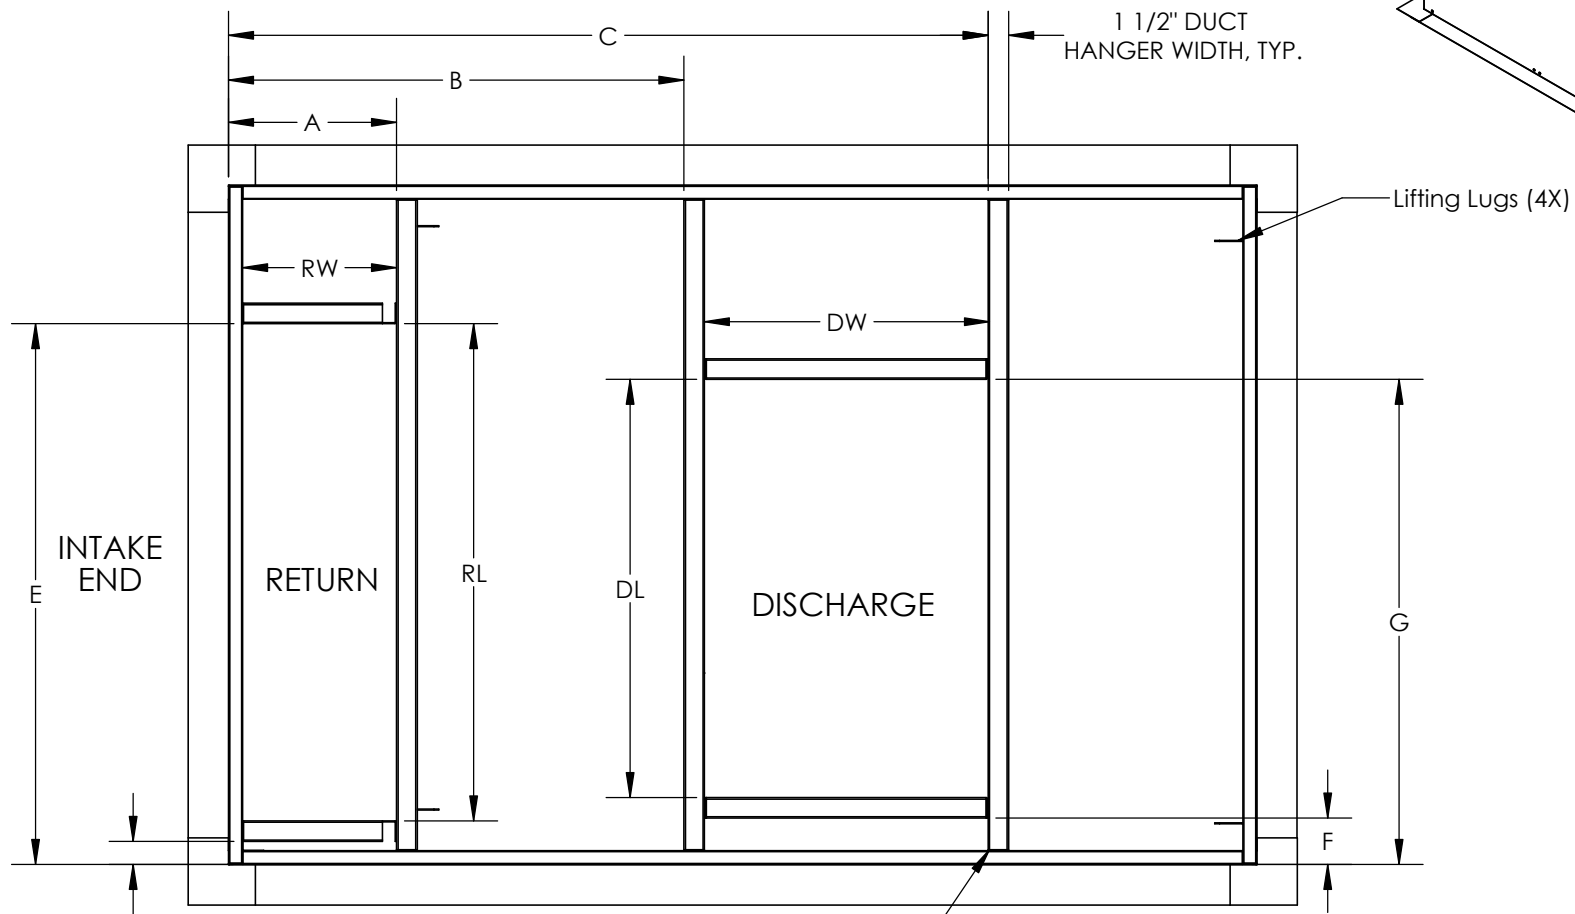 C
1 1/2" DUCT
HANGER WIDTH, TYP.
B
A
Lifting Lugs (4X)
RW
DW
INTAKE
END
RETURN
RL
E
DL
DISCHARGE
G
F